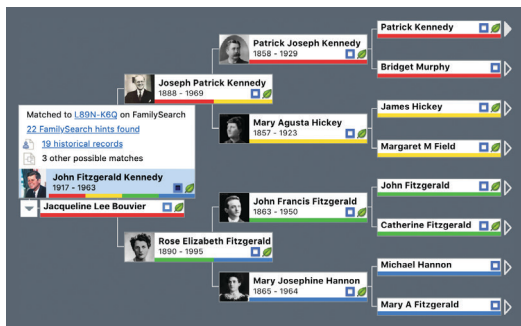 Patrick Kennedy
Patrick Joseph Kennedy
1858 - 1929
Bridget Murphy
Joseph Patrick Kennedy
1888 - 1969
James Hickey
Mary Agusta Hickey
1857 - 1923
Margaret M Field
Matched to L89N-K6Q on FamilySearch
22 FamilySearch hints found
19 historical records
3 other possible matches
John Fitzgerald Kennedy
1917 - 1963
Jacqueline Lee Bouvier
John Fitzgerald
John Francis Fitzgerald
1863 - 1950
Catherine Fitzgerald
Rose Elizabeth Fitzgerald
1890 - 1995
Michael Hannon
Mary Josephine Hannon
1865 - 1964
Mary A Fitzgerald